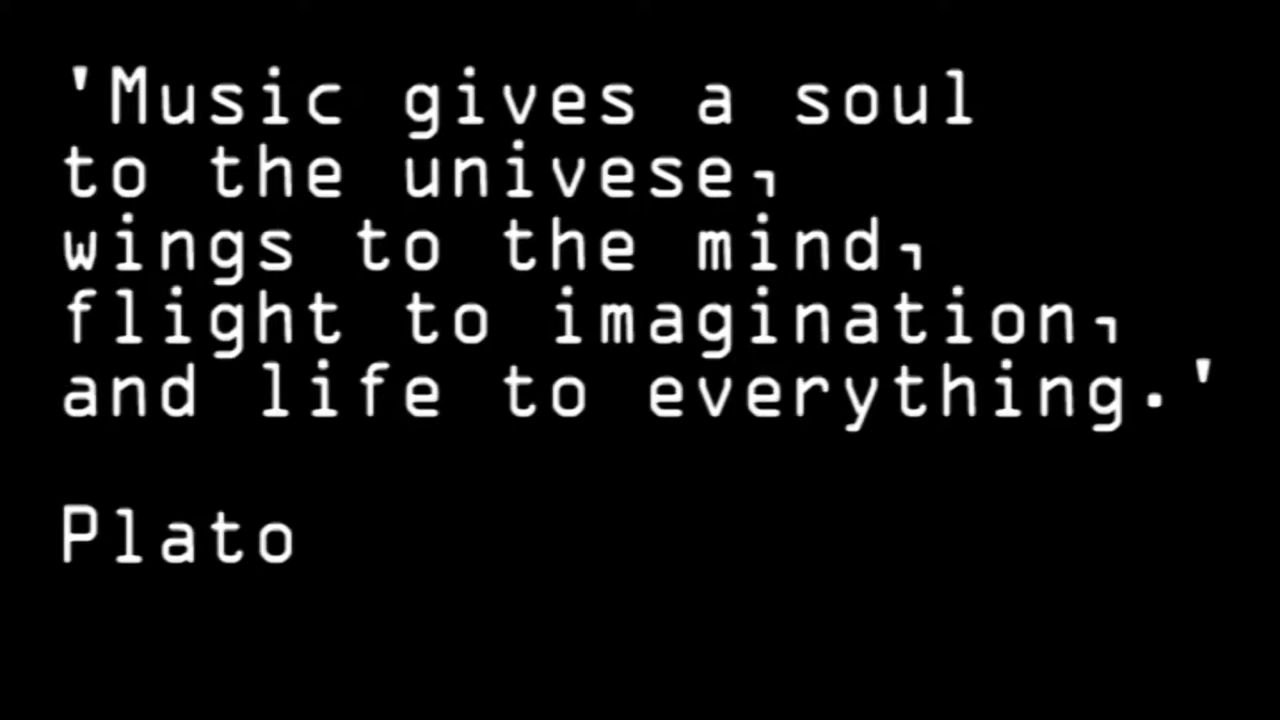 'Music gives a soul
to the univese,
wings to the mind,
flight to imagination,
and life to everything.'
Plato